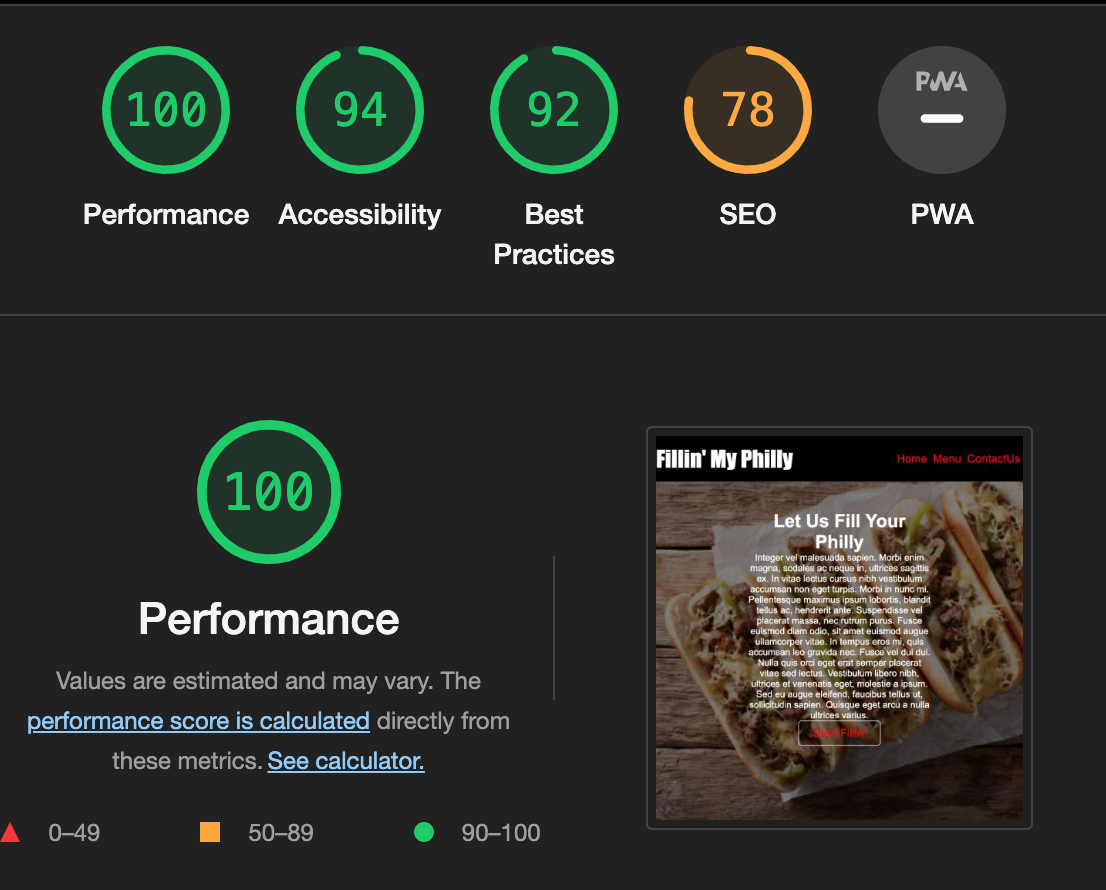 100
94
92
78
PWA
Performance
Accessibility
Best
Practices
SEO
PWA
100
Performance
Values are estimated and may vary. The
performance score is calculated directly from
these metrics. See calculator.
0–49
50–89
90–100
Fillin' My Philly
Home Menu ContactUs
Let Us Fill Your
Philly
Integer vel malesuada sapien. Morbi enim
magna, sodales ac neque in, ultrices sagittis
ex. In vitae lectus cursus nibh vestibulum
accumsan non eget turpis. Morbi in nunc mi.
Pellentesque maximus ipsum lobortis, blandit
tellus ac, hendrerit ante. Suspendisse vel
placerat massa, nec rutrum purus. Fusce
euismod diam odio, sit amet euismod augue
ullamcorper vitae. In tempus eros mi, quis
accumsan leo gravida nec. Fusce vel dui dui.
Nulla quis orci eget erat semper placerat
vitae sed lectus. Vestibulum libero nibh,
ultrices et venenatis eget, molestie a ipsum.
Sed eu augue eleifend, faucibus tellus ut,
sollicitudin sapien. Quisque eget arcu a nulla
ultrices varius.